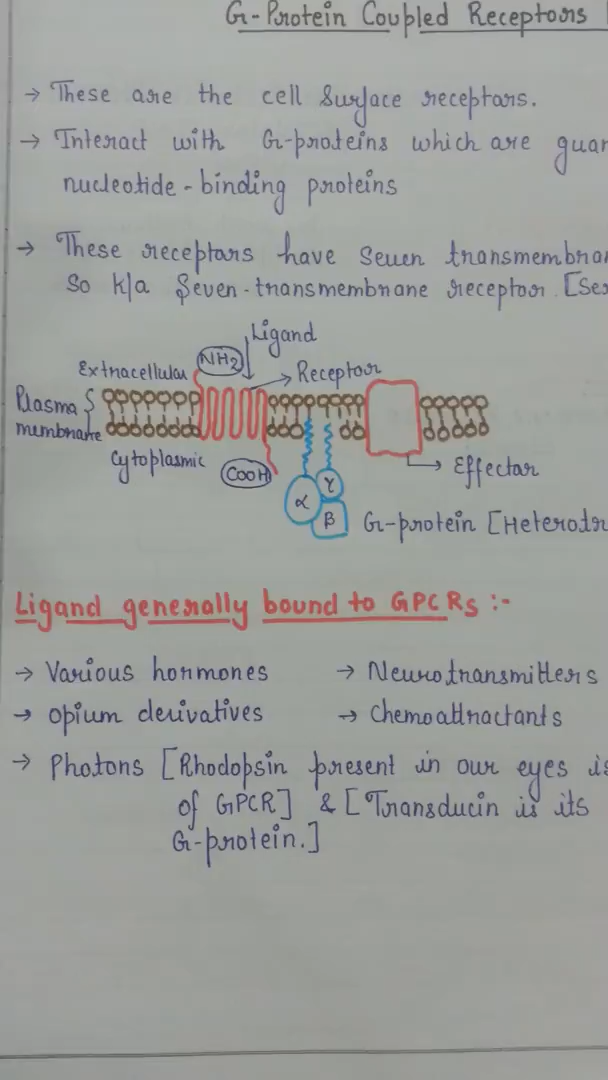 G-Protein Coupled Receptors
→ These are the cell surface receptars.
→ Interact with G-proteins which are guan
nucleotide-binding proteins
→ These receptars have seven transmembran
So k/a Seven-transmembrane receptor [Se
Ligand
NH2
Extracellular
Receptor
Plasma
membrane
Cytoplasmic
COOH
Effectar
α
γ
β
G-protein [Heterotr
Ligand generally bound to GPCRs :-
→ Various hormones → Neurotransmitters
→ Opium derivatives → Chemoattractants
→ Photons [Rhodopsin present in our eyes is
of GPCR] & [Transducin is its
G-protein.]